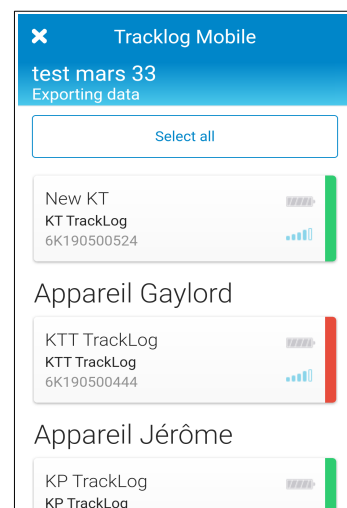 Tracklog Mobile
test mars 33
Exporting data
Select all
New KT
KT TrackLog
6K190500524
Appareil Gaylord
KTT TrackLog
KTT TrackLog
6K190500444
Appareil Jérôme
KP TrackLog
KP TrackLog